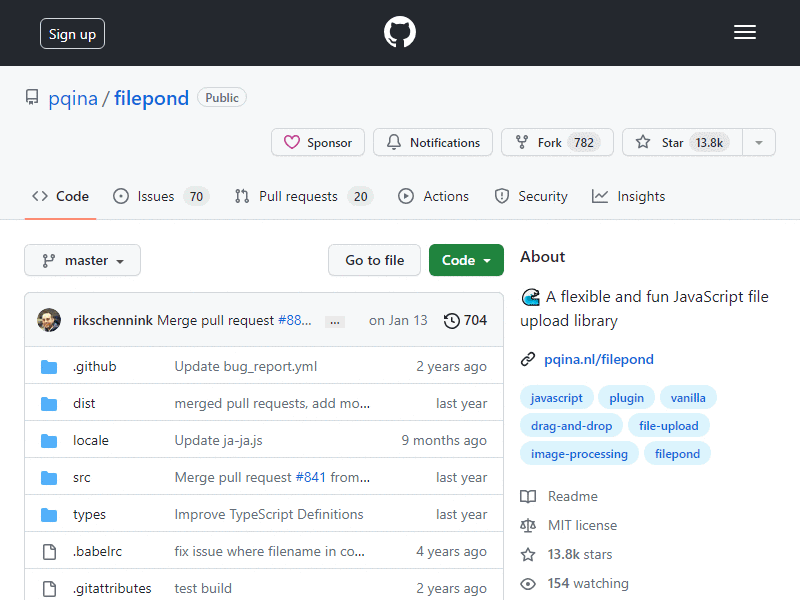 Sign up
pqina / filepond Public
Sponsor Notifications Fork 782 Star 13.8k
Code Issues 70 Pull requests 20 Actions Security Insights
master Go to file Code
rikschennink Merge pull request #88... ... on Jan 13 704
.github Update bug_report.yml 2 years ago
dist merged pull requests, add mo... last year
locale Update ja-ja.js 9 months ago
src Merge pull request #841 from... last year
types Improve TypeScript Definitions last year
.babelrc fix issue where filename in co... 4 years ago
.gitattributes test build 2 years ago
About
A flexible and fun JavaScript file
upload library
pqina.nl/filepond
javascript plugin vanilla
drag-and-drop file-upload
image-processing filepond
Readme
MIT license
13.8k stars
154 watching